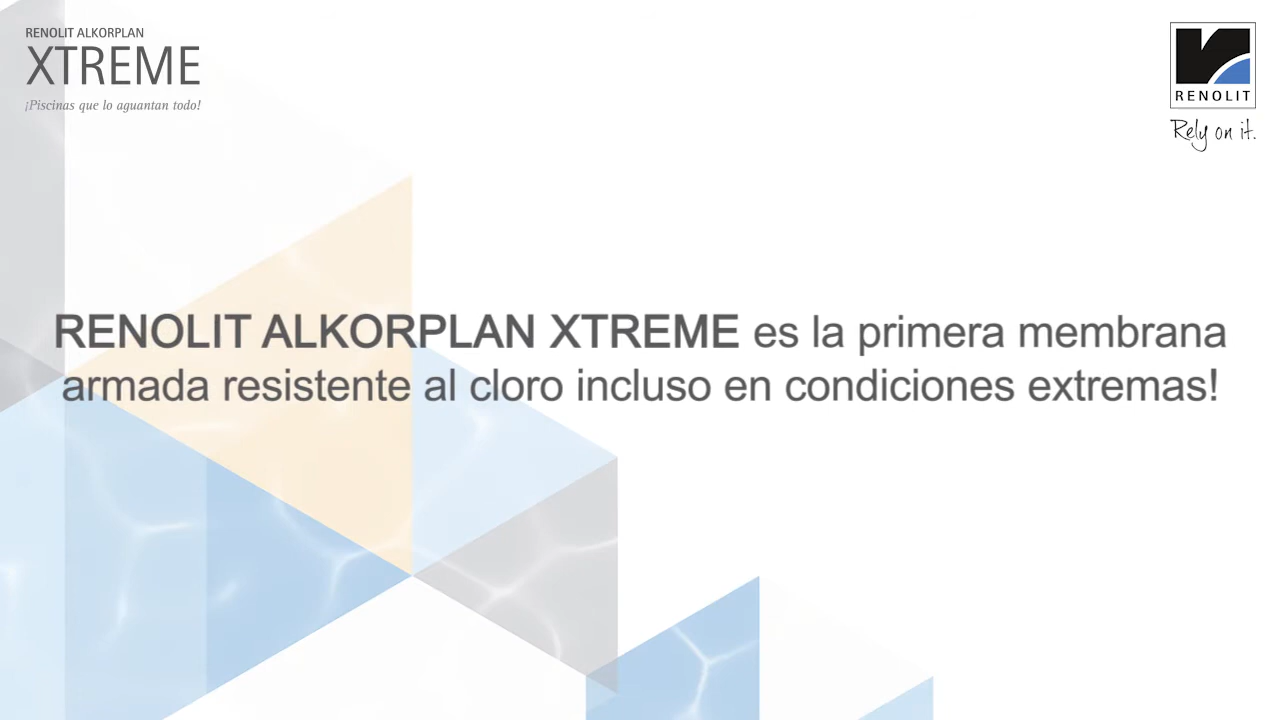 RENOLIT ALKORPLAN
XTREME
¡Piscinas que lo aguantan todo!
RENOLIT
Rely on it.
RENOLIT ALKORPLAN XTREME es la primera membrana
armada resistente al cloro incluso en condiciones extremas!